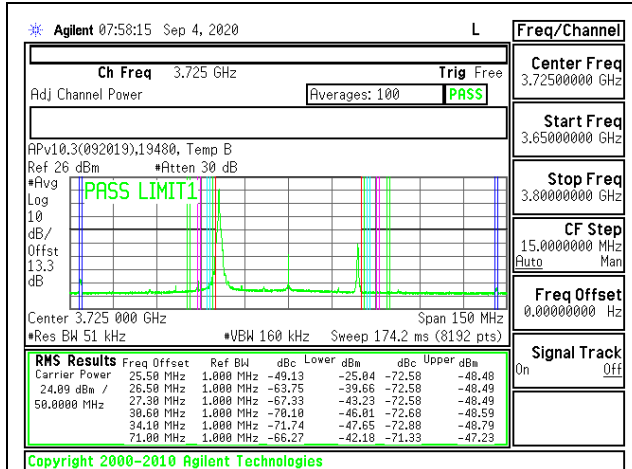 Agilent 07:58:15 Sep 4, 2020 L
Ch Freq 3.725 GHz Trig Free
Adj Channel Power Averages: 100 PASS
APv10.3(092019),19480, Temp B
Ref 26 dBm #Atten 30 dB
#Avg
Log
10
dB/
Offst
13.3
dB
PASS LIMIT1
Center 3.725 000 GHz Span 150 MHz
#Res BW 51 kHz #VBW 160 kHz Sweep 174.2 ms (8192 pts)
RMS Results Freq Offset Ref BW dBc Lower dBm dBc Upper dBm
Carrier Power 25.50 MHz 1.000 MHz -49.13 -25.04 -72.58 -48.48
24.09 dBm / 26.50 MHz 1.000 MHz -63.75 -39.66 -72.58 -48.49
50.0000 MHz 27.30 MHz 1.000 MHz -67.33 -43.23 -72.58 -48.49
30.60 MHz 1.000 MHz -70.10 -46.01 -72.68 -48.59
34.10 MHz 1.000 MHz -71.74 -47.65 -72.88 -48.79
71.00 MHz 1.000 MHz -66.27 -42.18 -71.33 -47.23
Copyright 2000-2010 Agilent Technologies
Freq/Channel
Center Freq
3.72500000 GHz
Start Freq
3.65000000 GHz
Stop Freq
3.80000000 GHz
CF Step
15.0000000 MHz
Auto Man
Freq Offset
0.00000000 Hz
Signal Track
On Off